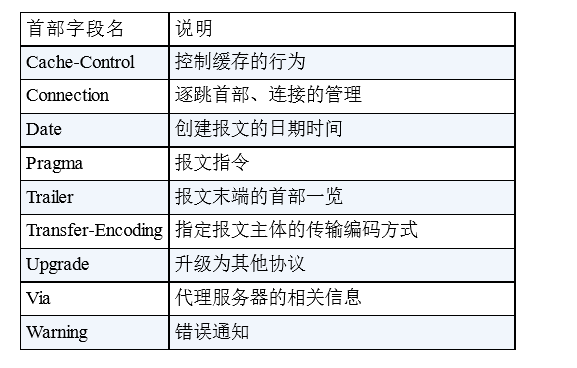 首部字段名 说明
Cache-Control 控制缓存的行为
Connection 逐跳首部、连接的管理
Date 创建报文的日期时间
Pragma 报文指令
Trailer 报文末端的首部一览
Transfer-Encoding 指定报文主体的传输编码方式
Upgrade 升级为其他协议
Via 代理服务器的相关信息
Warning 错误通知